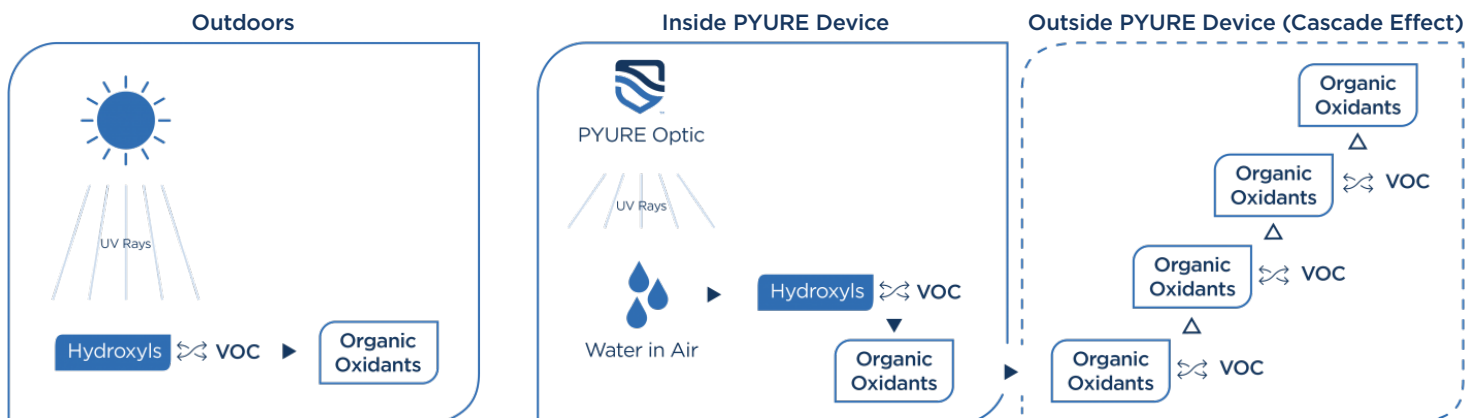 Outdoors
UV Rays
Hydroxyls VOC
Organic
Oxidants
Inside PYURE Device
PYURE Optic
UV Rays
Water in Air
Hydroxyls VOC
Organic
Oxidants
Outside PYURE Device (Cascade Effect)
Organic
Oxidants
Organic
Oxidants
VOC
Organic
Oxidants
VOC
Organic
Oxidants
VOC